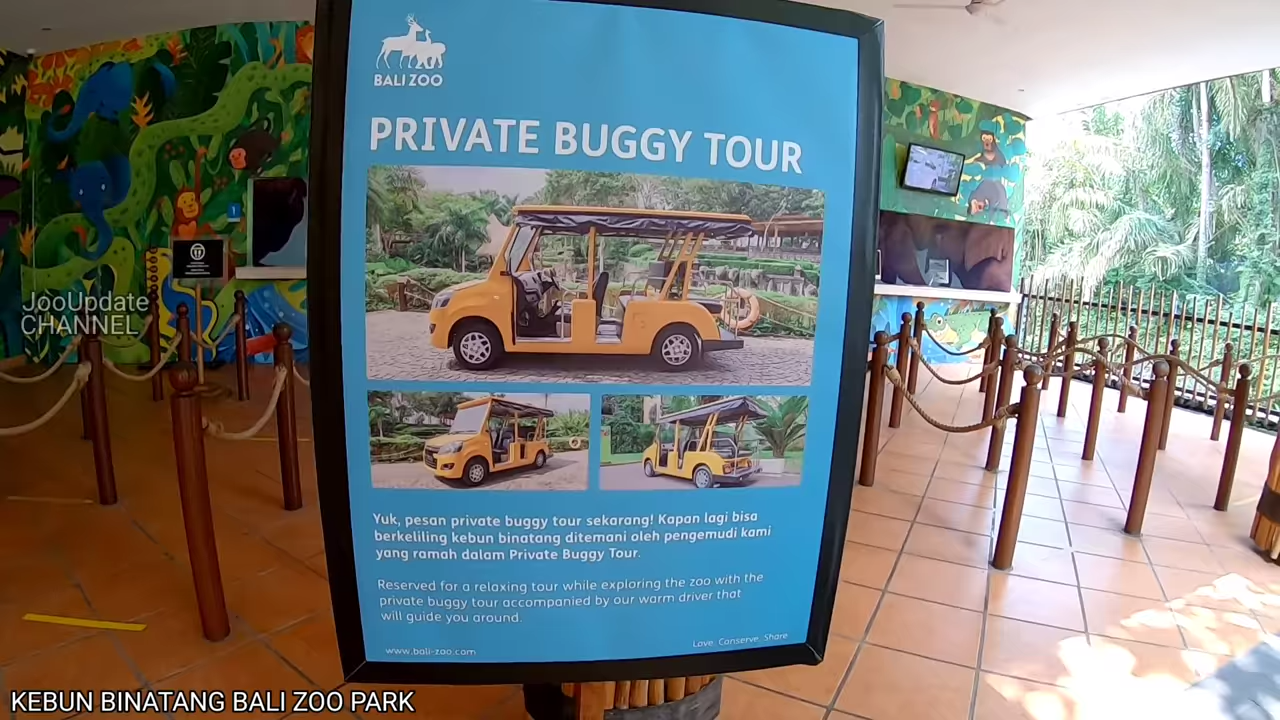 BALI ZOO
PRIVATE BUGGY TOUR
JooUpdate
CHANNEL
Yuk, pesan private buggy tour sekarang! Kapan lagi bisa
berkeliling kebun binatang ditemani oleh pengemudi kami
yang ramah dalam Private Buggy Tour.
Reserved for a relaxing tour while exploring the zoo with the
private buggy tour accompanied by our warm driver that
will guide you around.
www.bali-zoo.com
Love. Conserve. Share
KEBUN BINATANG BALI ZOO PARK